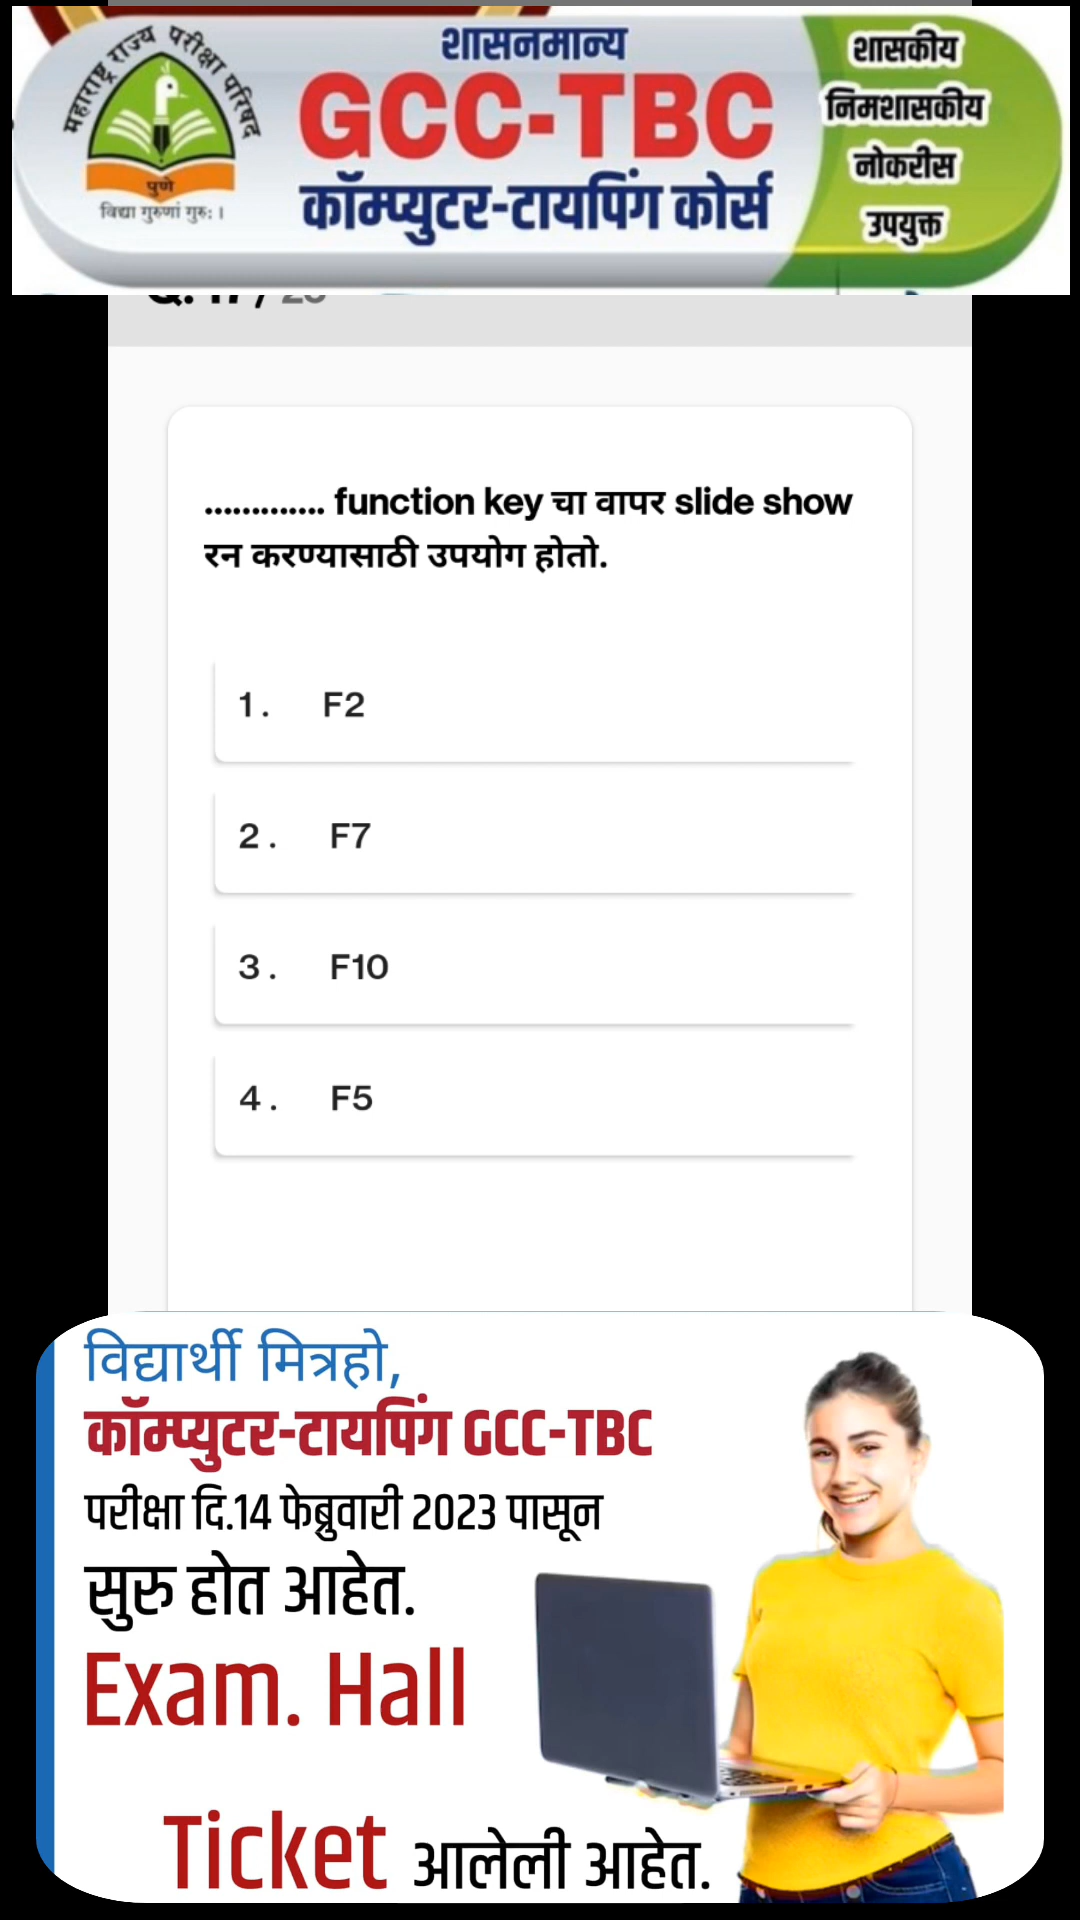 महाराष्ट्र राज्य परीक्षा परिषद
पुणे
विद्या गुरुणां गुरुः।
शासनमान्य
GCC-TBC
कॉम्प्युटर-टायपिंग कोर्स
शासकीय
निमशासकीय
नोकरीस
उपयुक्त
............. function key चा वापर slide show
रन करण्यासाठी उपयोग होतो.
1. F2
2. F7
3. F10
4. F5
विद्यार्थी मित्रहो,
कॉम्प्युटर-टायपिंग GCC-TBC
परीक्षा दि.14 फेब्रुवारी 2023 पासून
सुरु होत आहेत.
Exam. Hall
Ticket आलेली आहेत.